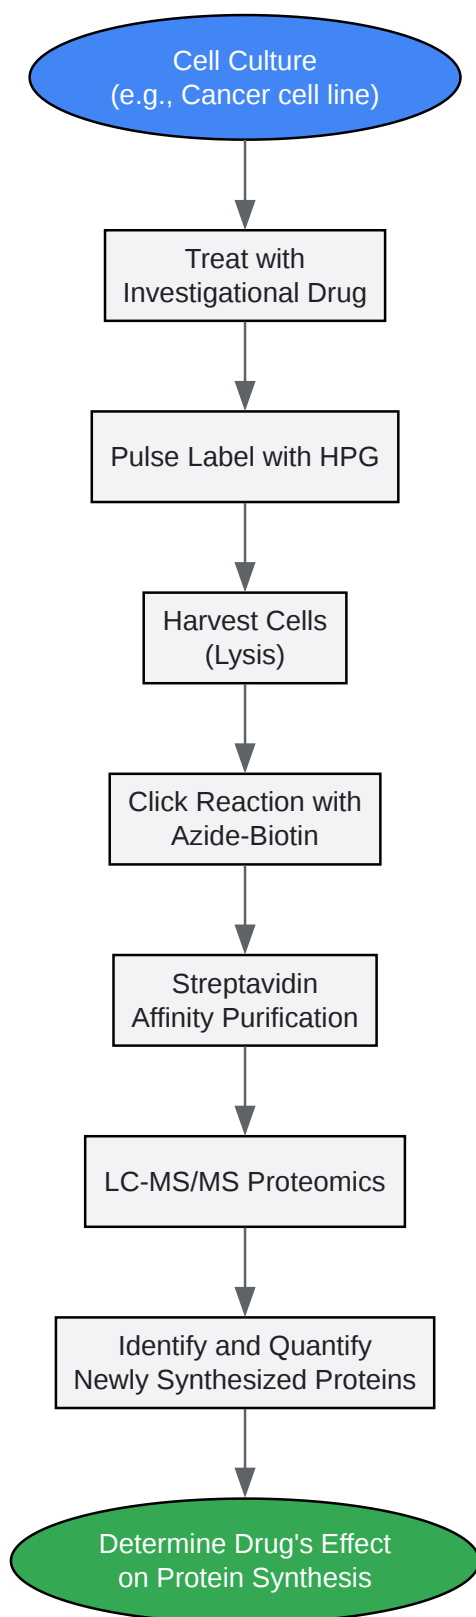 Cell Culture
(e.g., Cancer cell line)
Treat with
Investigational Drug
Pulse Label with HPG
Harvest Cells
(Lysis)
Click Reaction with
Azide-Biotin
Streptavidin
Affinity Purification
LC-MS/MS Proteomics
Identify and Quantify
Newly Synthesized Proteins
Determine Drug's Effect
on Protein Synthesis